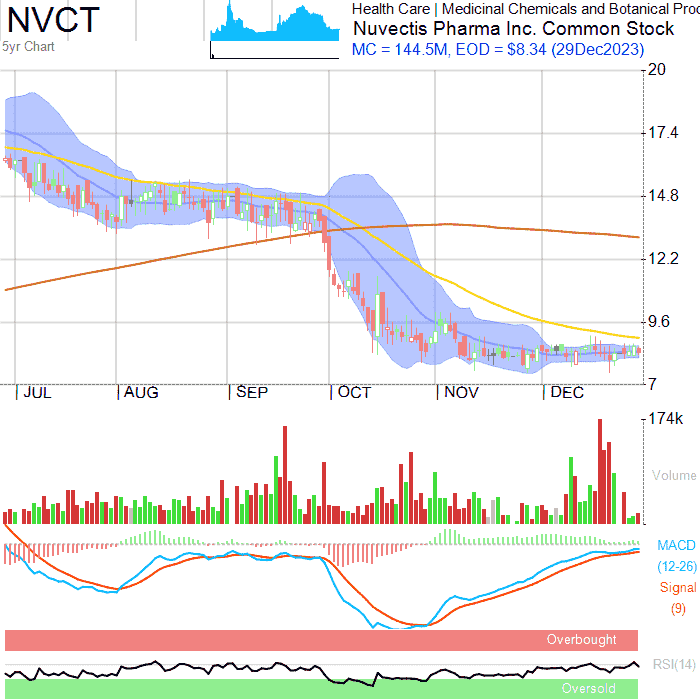 NVCT
5yr Chart
Health Care | Medicinal Chemicals and Botanical Proc
Nuvectis Pharma Inc. Common Stock
MC = 144.5M, EOD = $8.34 (29Dec2023)
20
17.4
14.8
12.2
9.6
7
JUL AUG SEP OCT NOV DEC
174k
Volume
MACD
(12-26)
Signal
(9)
Overbought
RSI(14)
Oversold